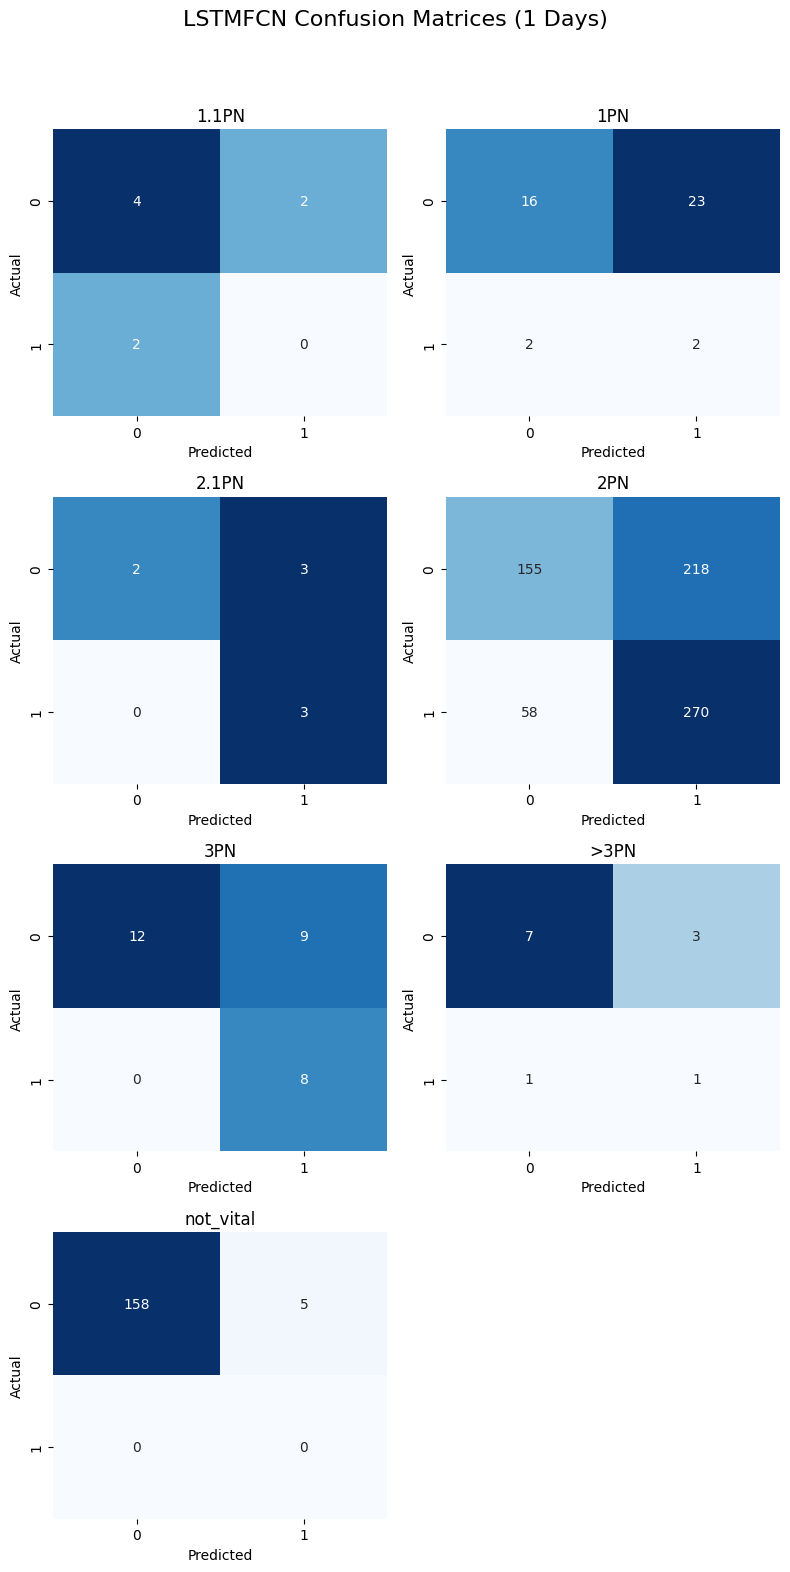 LSTMFCN Confusion Matrices (1 Days)
1.1PN
Actual
0
4
2
1
2
0
0
1
Predicted
1PN
Actual
0
16
23
1
2
2
0
1
Predicted
2.1PN
Actual
0
2
3
1
0
3
0
1
Predicted
2PN
Actual
0
155
218
1
58
270
0
1
Predicted
3PN
Actual
0
12
9
1
0
8
0
1
Predicted
>3PN
Actual
0
7
3
1
1
1
0
1
Predicted
not_vital
Actual
0
158
5
1
0
0
0
1
Predicted